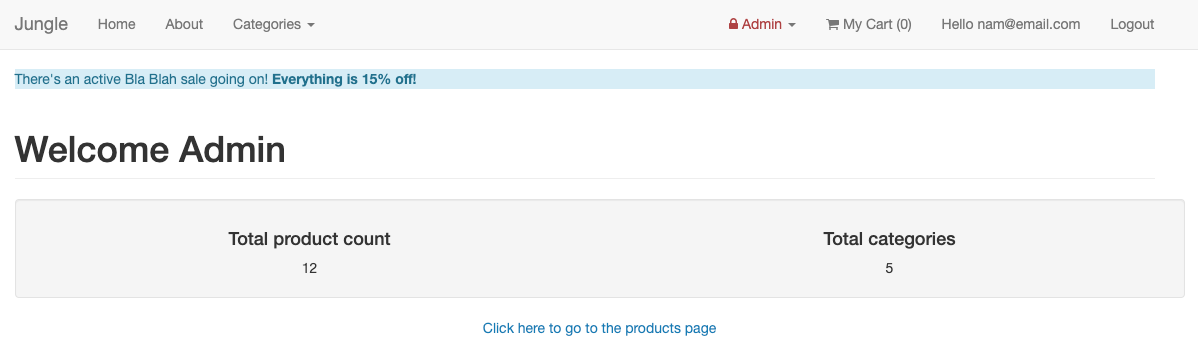 Jungle Home About Categories Admin My Cart (0) Hello nam@email.com Logout
There's an active Bla Blah sale going on! Everything is 15% off!
Welcome Admin
Total product count Total categories
12 5
Click here to go to the products page